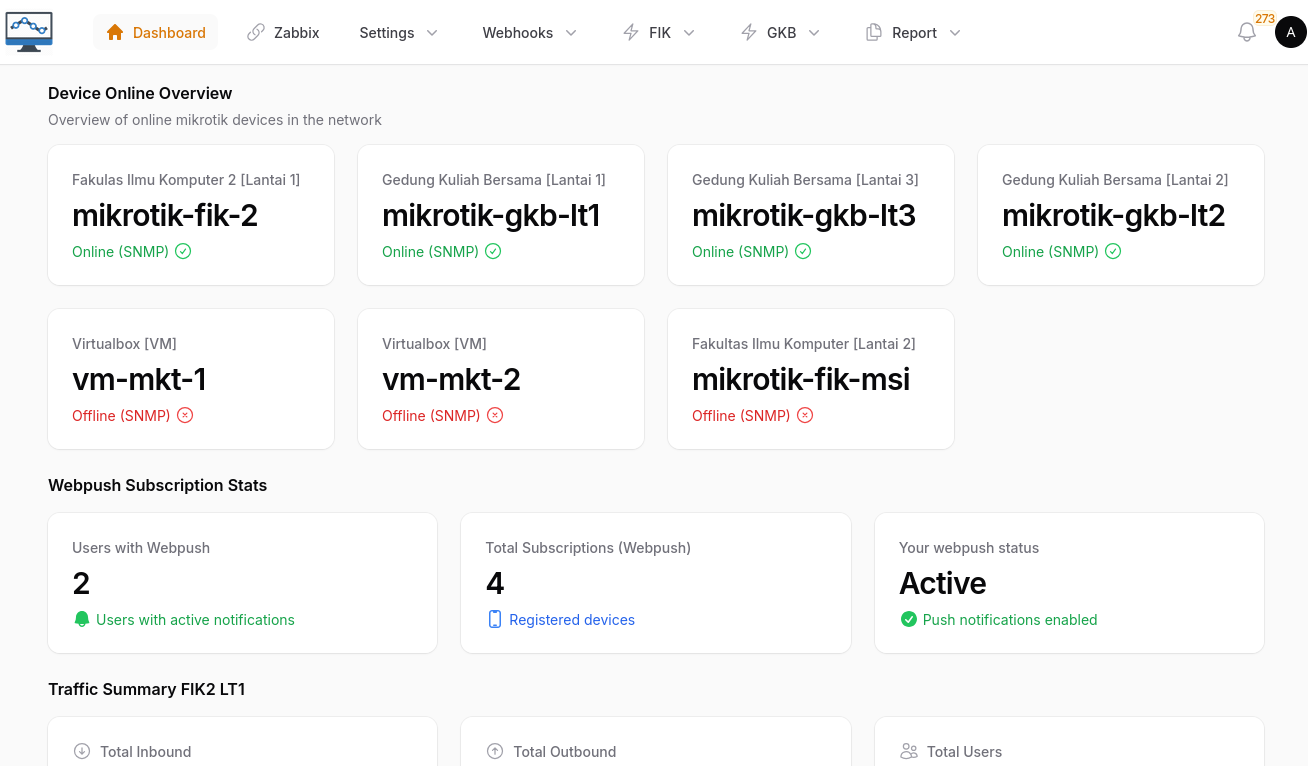 Dashboard Zabbix Settings Webhooks FIK GKB Report 273 A
Device Online Overview
Overview of online mikrotik devices in the network
Fakulas Ilmu Komputer 2 [Lantai 1]
mikrotik-fik-2
Online (SNMP)
Gedung Kuliah Bersama [Lantai 1]
mikrotik-gkb-lt1
Online (SNMP)
Gedung Kuliah Bersama [Lantai 3]
mikrotik-gkb-lt3
Online (SNMP)
Gedung Kuliah Bersama [Lantai 2]
mikrotik-gkb-lt2
Online (SNMP)
Virtualbox [VM]
vm-mkt-1
Offline (SNMP)
Virtualbox [VM]
vm-mkt-2
Offline (SNMP)
Fakultas Ilmu Komputer [Lantai 2]
mikrotik-fik-msi
Offline (SNMP)
Webpush Subscription Stats
Users with Webpush
2
Users with active notifications
Total Subscriptions (Webpush)
4
Registered devices
Your webpush status
Active
Push notifications enabled
Traffic Summary FIK2 LT1
Total Inbound
Total Outbound
Total Users